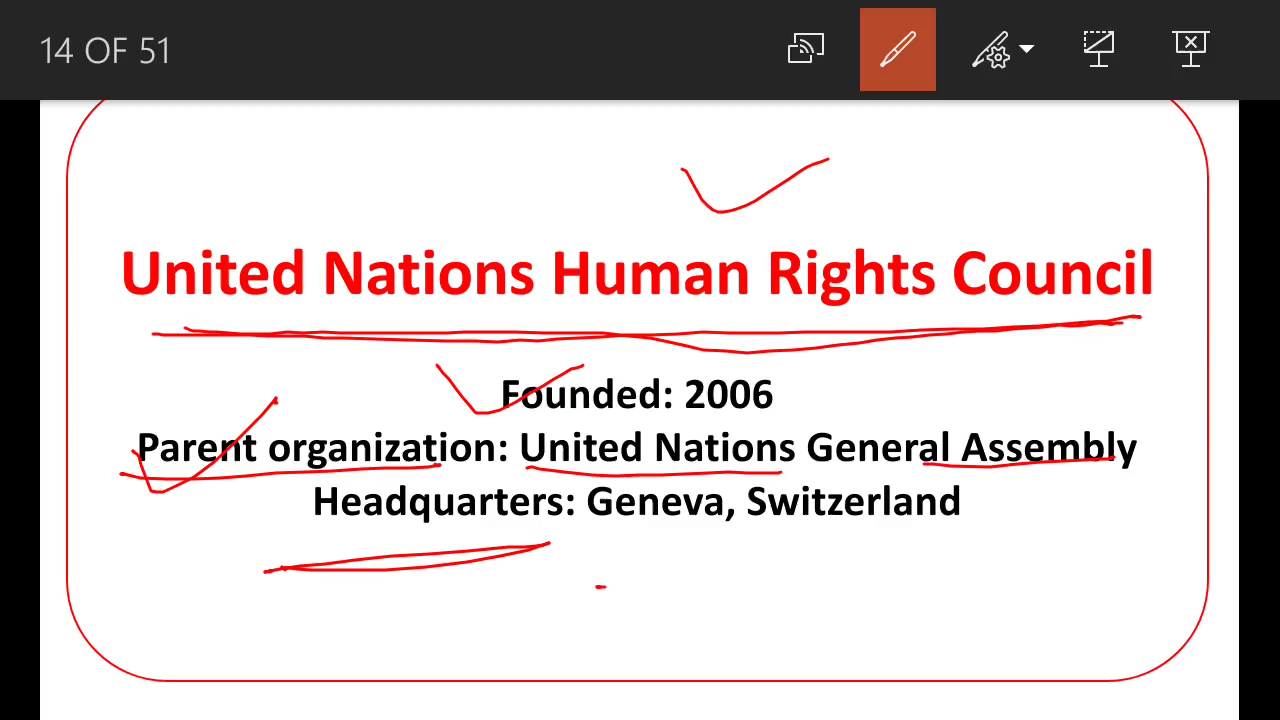 14 OF 51
United Nations Human Rights Council
Founded: 2006
Parent organization: United Nations General Assembly
Headquarters: Geneva, Switzerland